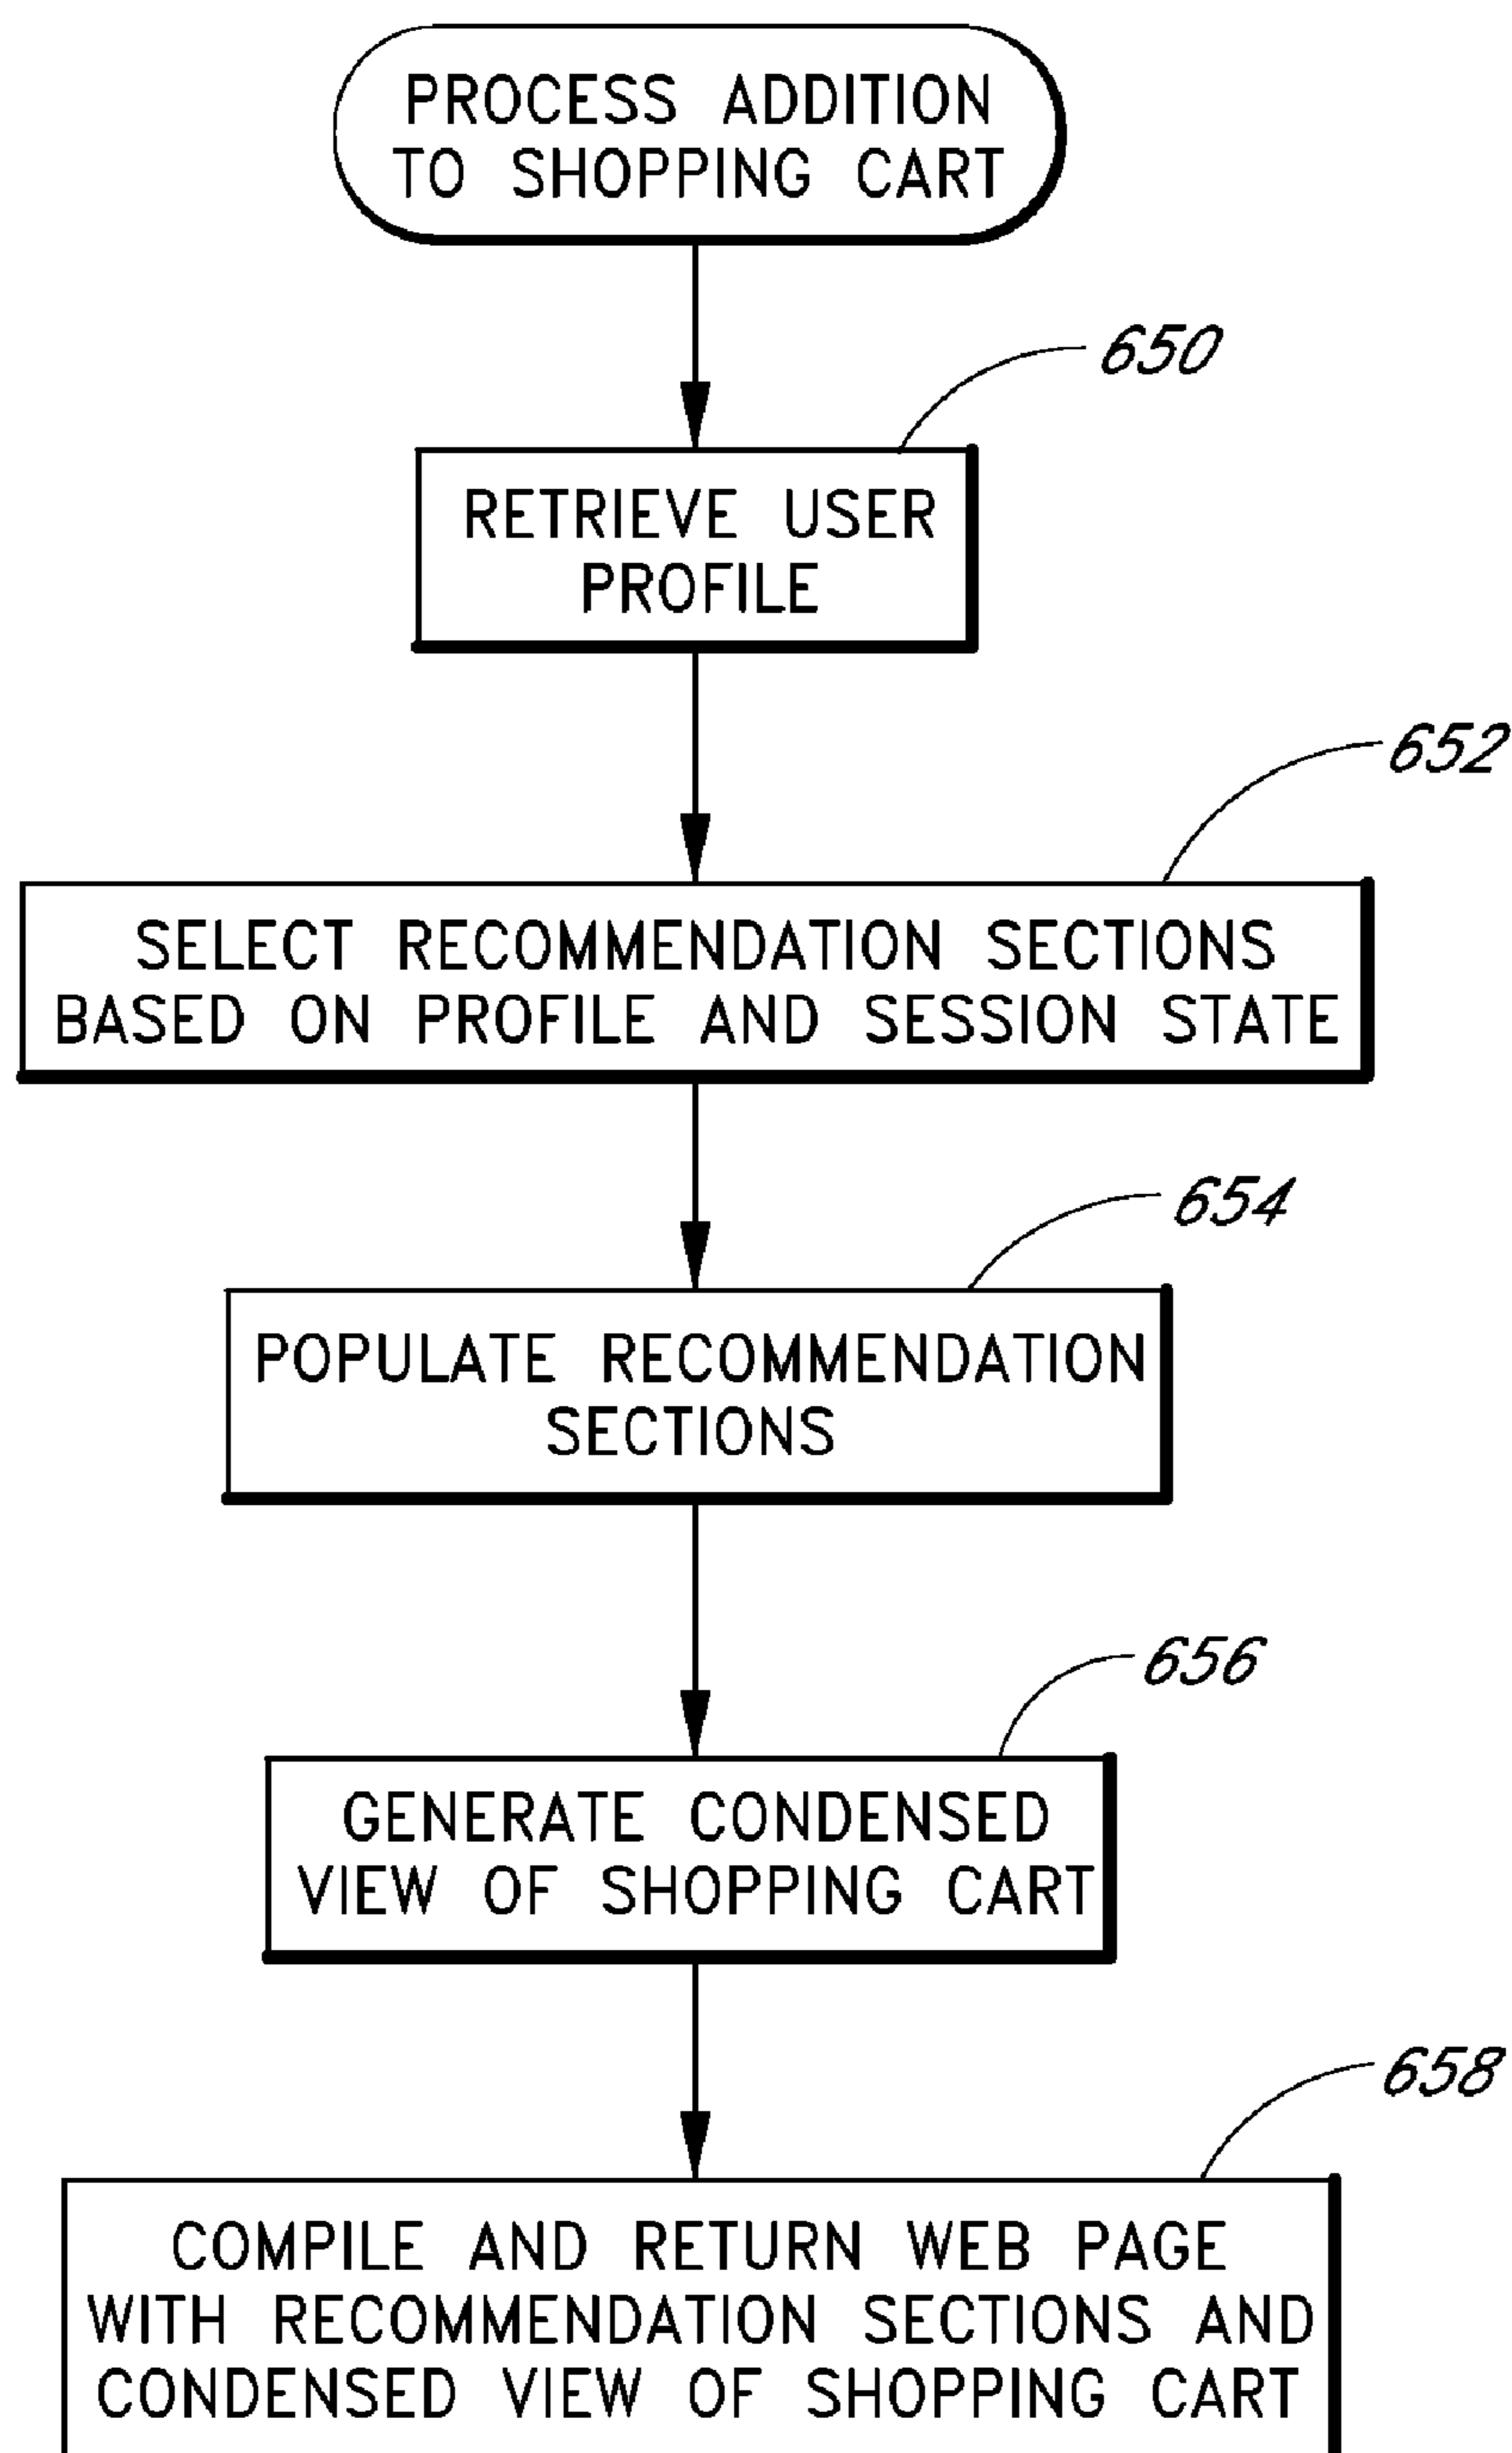 PROCESS ADDITION
TO SHOPPING CART
650
RETRIEVE USER
PROFILE
652
SELECT RECOMMENDATION SECTIONS
BASED ON PROFILE AND SESSION STATE
654
POPULATE RECOMMENDATION
SECTIONS
656
GENERATE CONDENSED
VIEW OF SHOPPING CART
658
COMPILE AND RETURN WEB PAGE
WITH RECOMMENDATION SECTIONS AND
CONDENSED VIEW OF SHOPPING CART